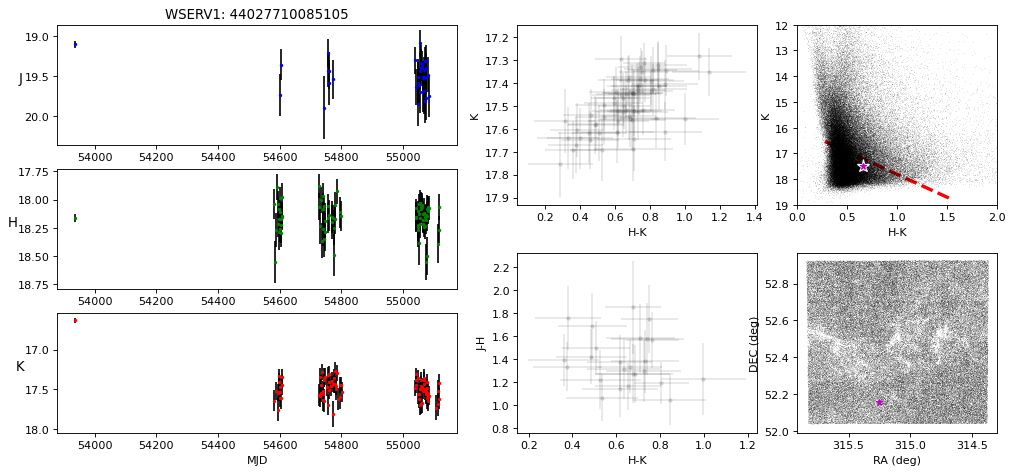 WSERV1: 44027710085105
19.0
19.5
20.0
J
54000 54200 54400 54600 54800 55000
17.75
18.00
18.25
18.50
18.75
H
54000 54200 54400 54600 54800 55000
17.0
17.5
18.0
K
54000 54200 54400 54600 54800 55000
MJD
17.2
17.3
17.4
17.5
17.6
17.7
17.8
17.9
K
0.2 0.4 0.6 0.8 1.0 1.2 1.4
H-K
12
13
14
15
16
17
18
19
K
0.0 0.5 1.0 1.5 2.0
H-K
2.2
2.0
1.8
1.6
1.4
1.2
1.0
0.8
J-H
0.2 0.4 0.6 0.8 1.0 1.2
H-K
52.8
52.6
52.4
52.2
52.0
DEC (deg)
315.5 315.0 314.5
RA (deg)